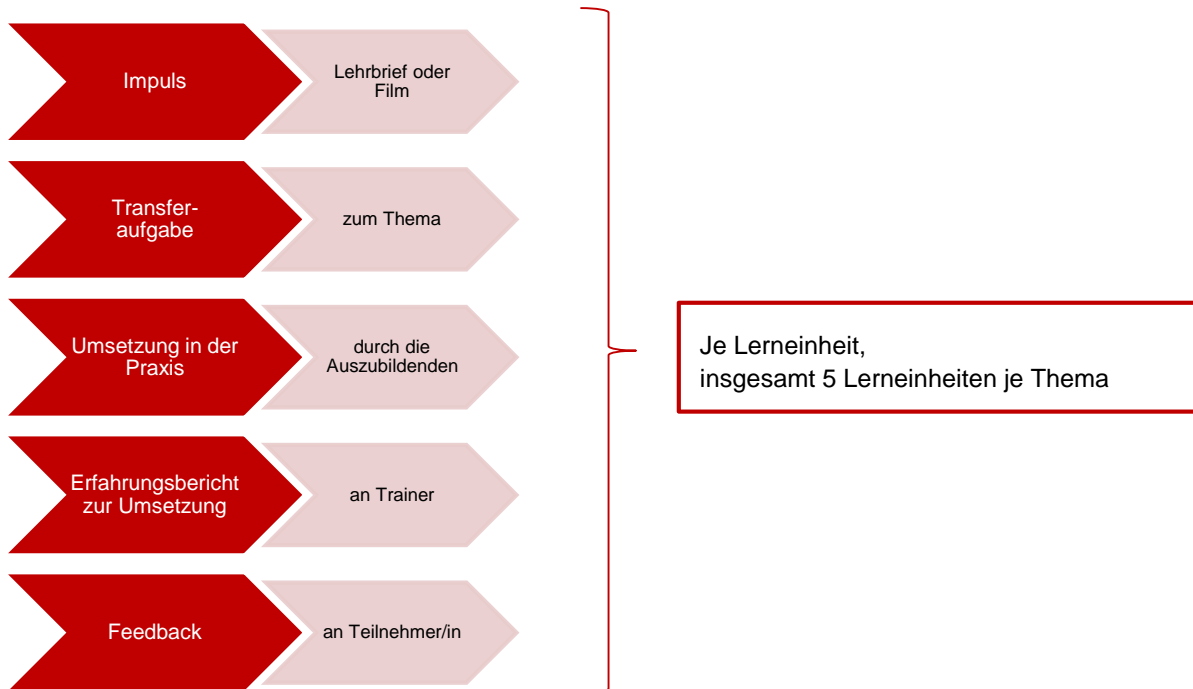 Impuls
Lehrbrief oder
Film
Transfer-
aufgabe
zum Thema
Umsetzung in der
Praxis
durch die
Auszubildenden
Erfahrungsbericht
zur Umsetzung
an Trainer
Feedback
an Teilnehmer/in
Je Lerneinheit,
insgesamt 5 Lerneinheiten je Thema